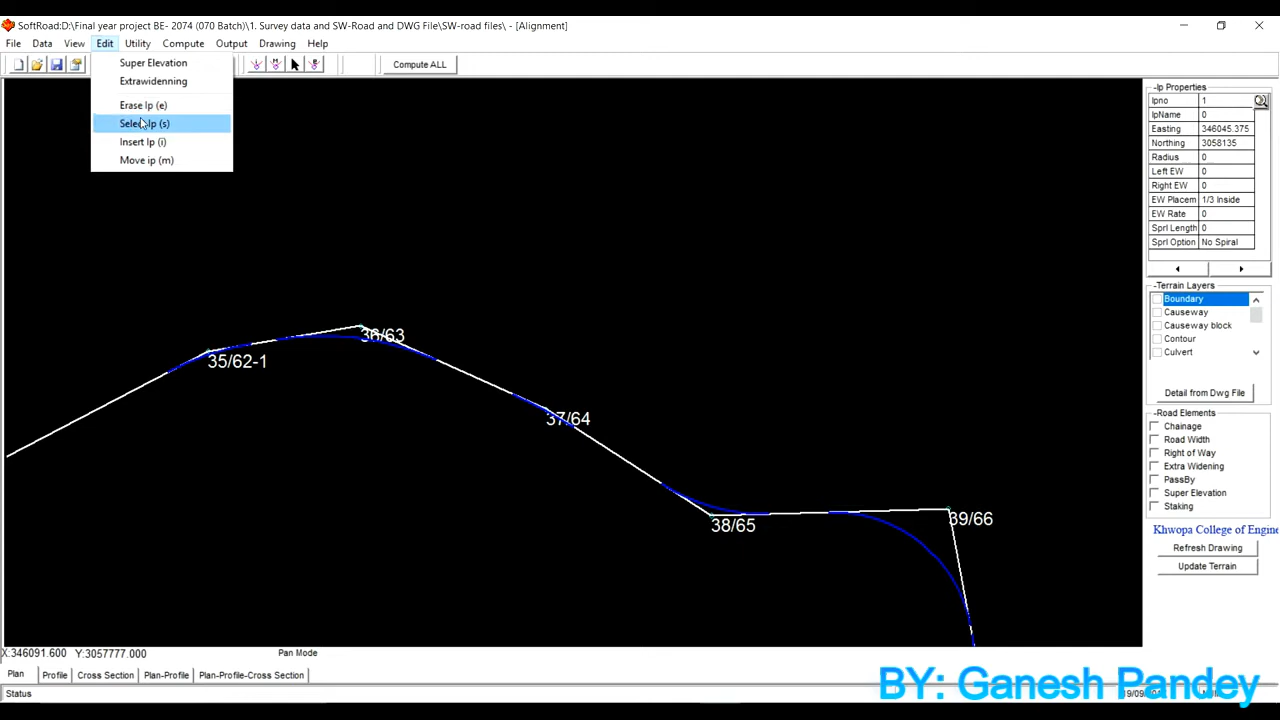 SoftRoad:D:\Final year project BE- 2074 (070 Batch)\1. Survey data and SW-Road and DWG File\SW-road files\ - [Alignment]
File Data View Edit Utility Compute Output Drawing Help
Compute ALL
Super Elevation
Extrawidenning
Erase Ip (e)
Select Ip (s)
Insert Ip (i)
Move ip (m)
-Ip Properties
Ipno 1
IpName 0
Easting 346045.375
Northing 3058135
Radius 0
Left EW 0
Right EW 0
EW Placem 1/3 Inside
EW Rate 0
Sprl Length 0
Sprl Option No Spiral
-Terrain Layers
Boundary
Causeway
Causeway block
Contour
Culvert
Detail from Dwg File
-Road Elements
Chainage
Road Width
Right of Way
Extra Widening
PassBy
Super Elevation
Staking
Khwopa College of Engine
Refresh Drawing
Update Terrain
35/62-1
36/63
37/64
38/65
39/66
X:346091.600 Y:3057777.000 Pan Mode
Plan Profile Cross Section Plan-Profile Plan-Profile-Cross Section
Status
BY: Ganesh Pandey